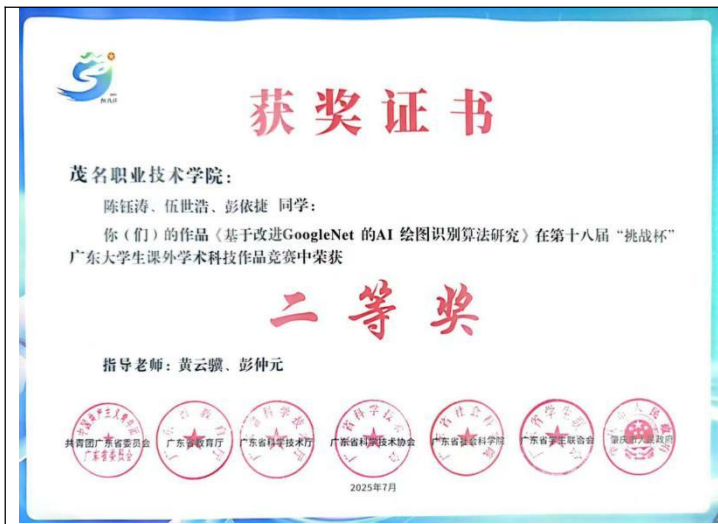 获奖证书
茂名职业技术学院：
陈钰涛、伍世浩、彭依捷 同学：
你（们）的作品《基于改进GoogleNet 的AI 绘图识别算法研究》在第十八届“挑战杯”
广东大学生课外学术科技作品竞赛中荣获
二等奖
指导老师：黄云骥、彭仲元
共青团广东省委员会 广东省教育厅 广东省科学技术厅 广东省科学技术协会 广东省社会科学院 广东省学生联合会 肇庆市人民政府
2025年7月